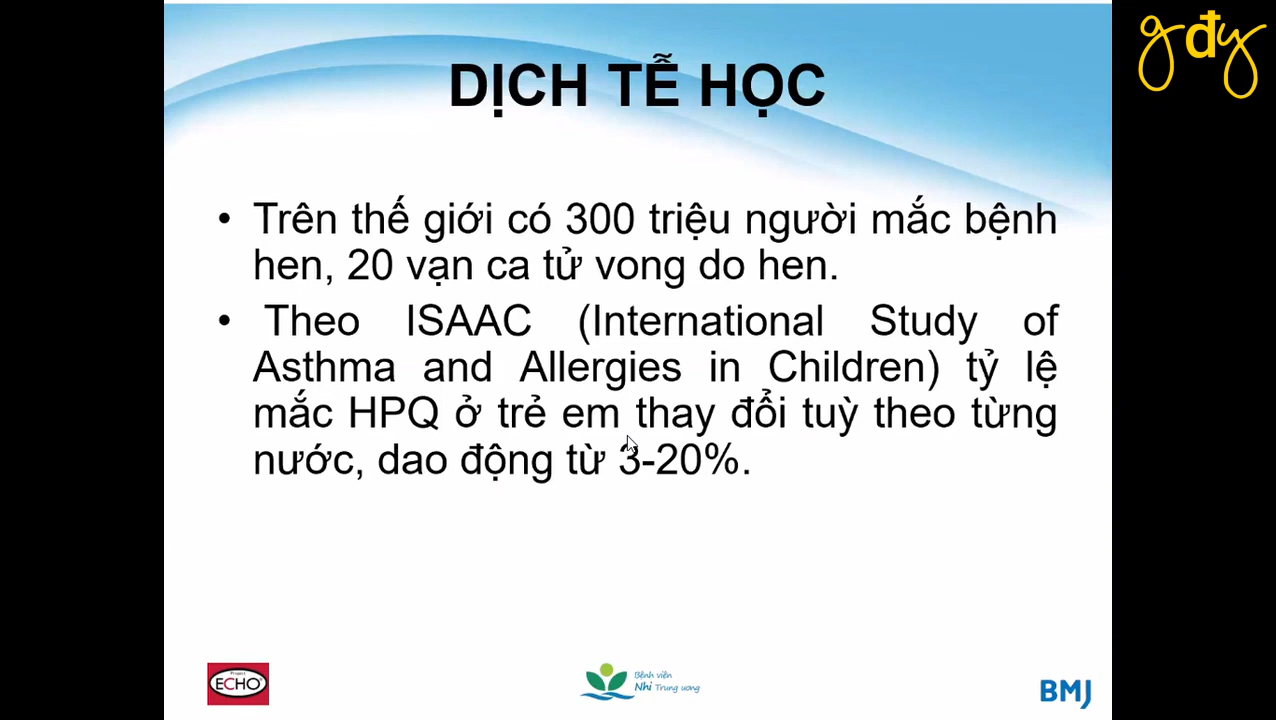 gđy
DỊCH TỄ HỌC
• Trên thế giới có 300 triệu người mắc bệnh
hen, 20 vạn ca tử vong do hen.
• Theo ISAAC (International Study of
Asthma and Allergies in Children) tỷ lệ
mắc HPQ ở trẻ em thay đổi tuỳ theo từng
nước, dao động từ 3-20%.
Project
ECHO
Bệnh viện
Nhi Trung ương
BMJ